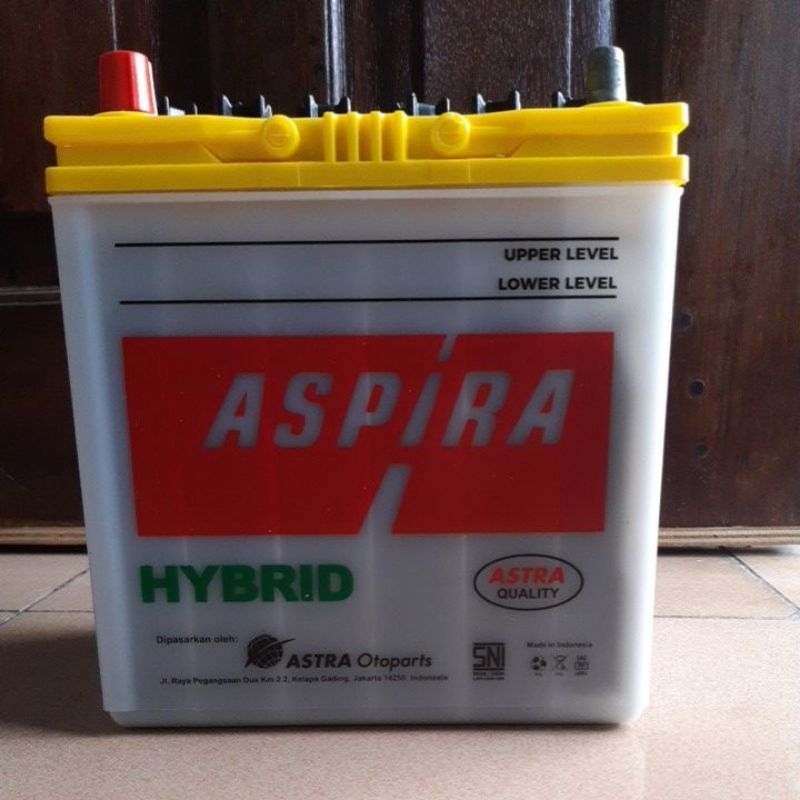 UPPER LEVEL
LOWER LEVEL
ASPIRA
HYBRID
ASTRA
QUALITY
Dipasarkan oleh:
ASTRA Otoparts
Jl. Raya Pegangsaan Dua Km 2.2, Kelapa Gading, Jakarta 14250. Indonesia
SNI
Made in Indonesia